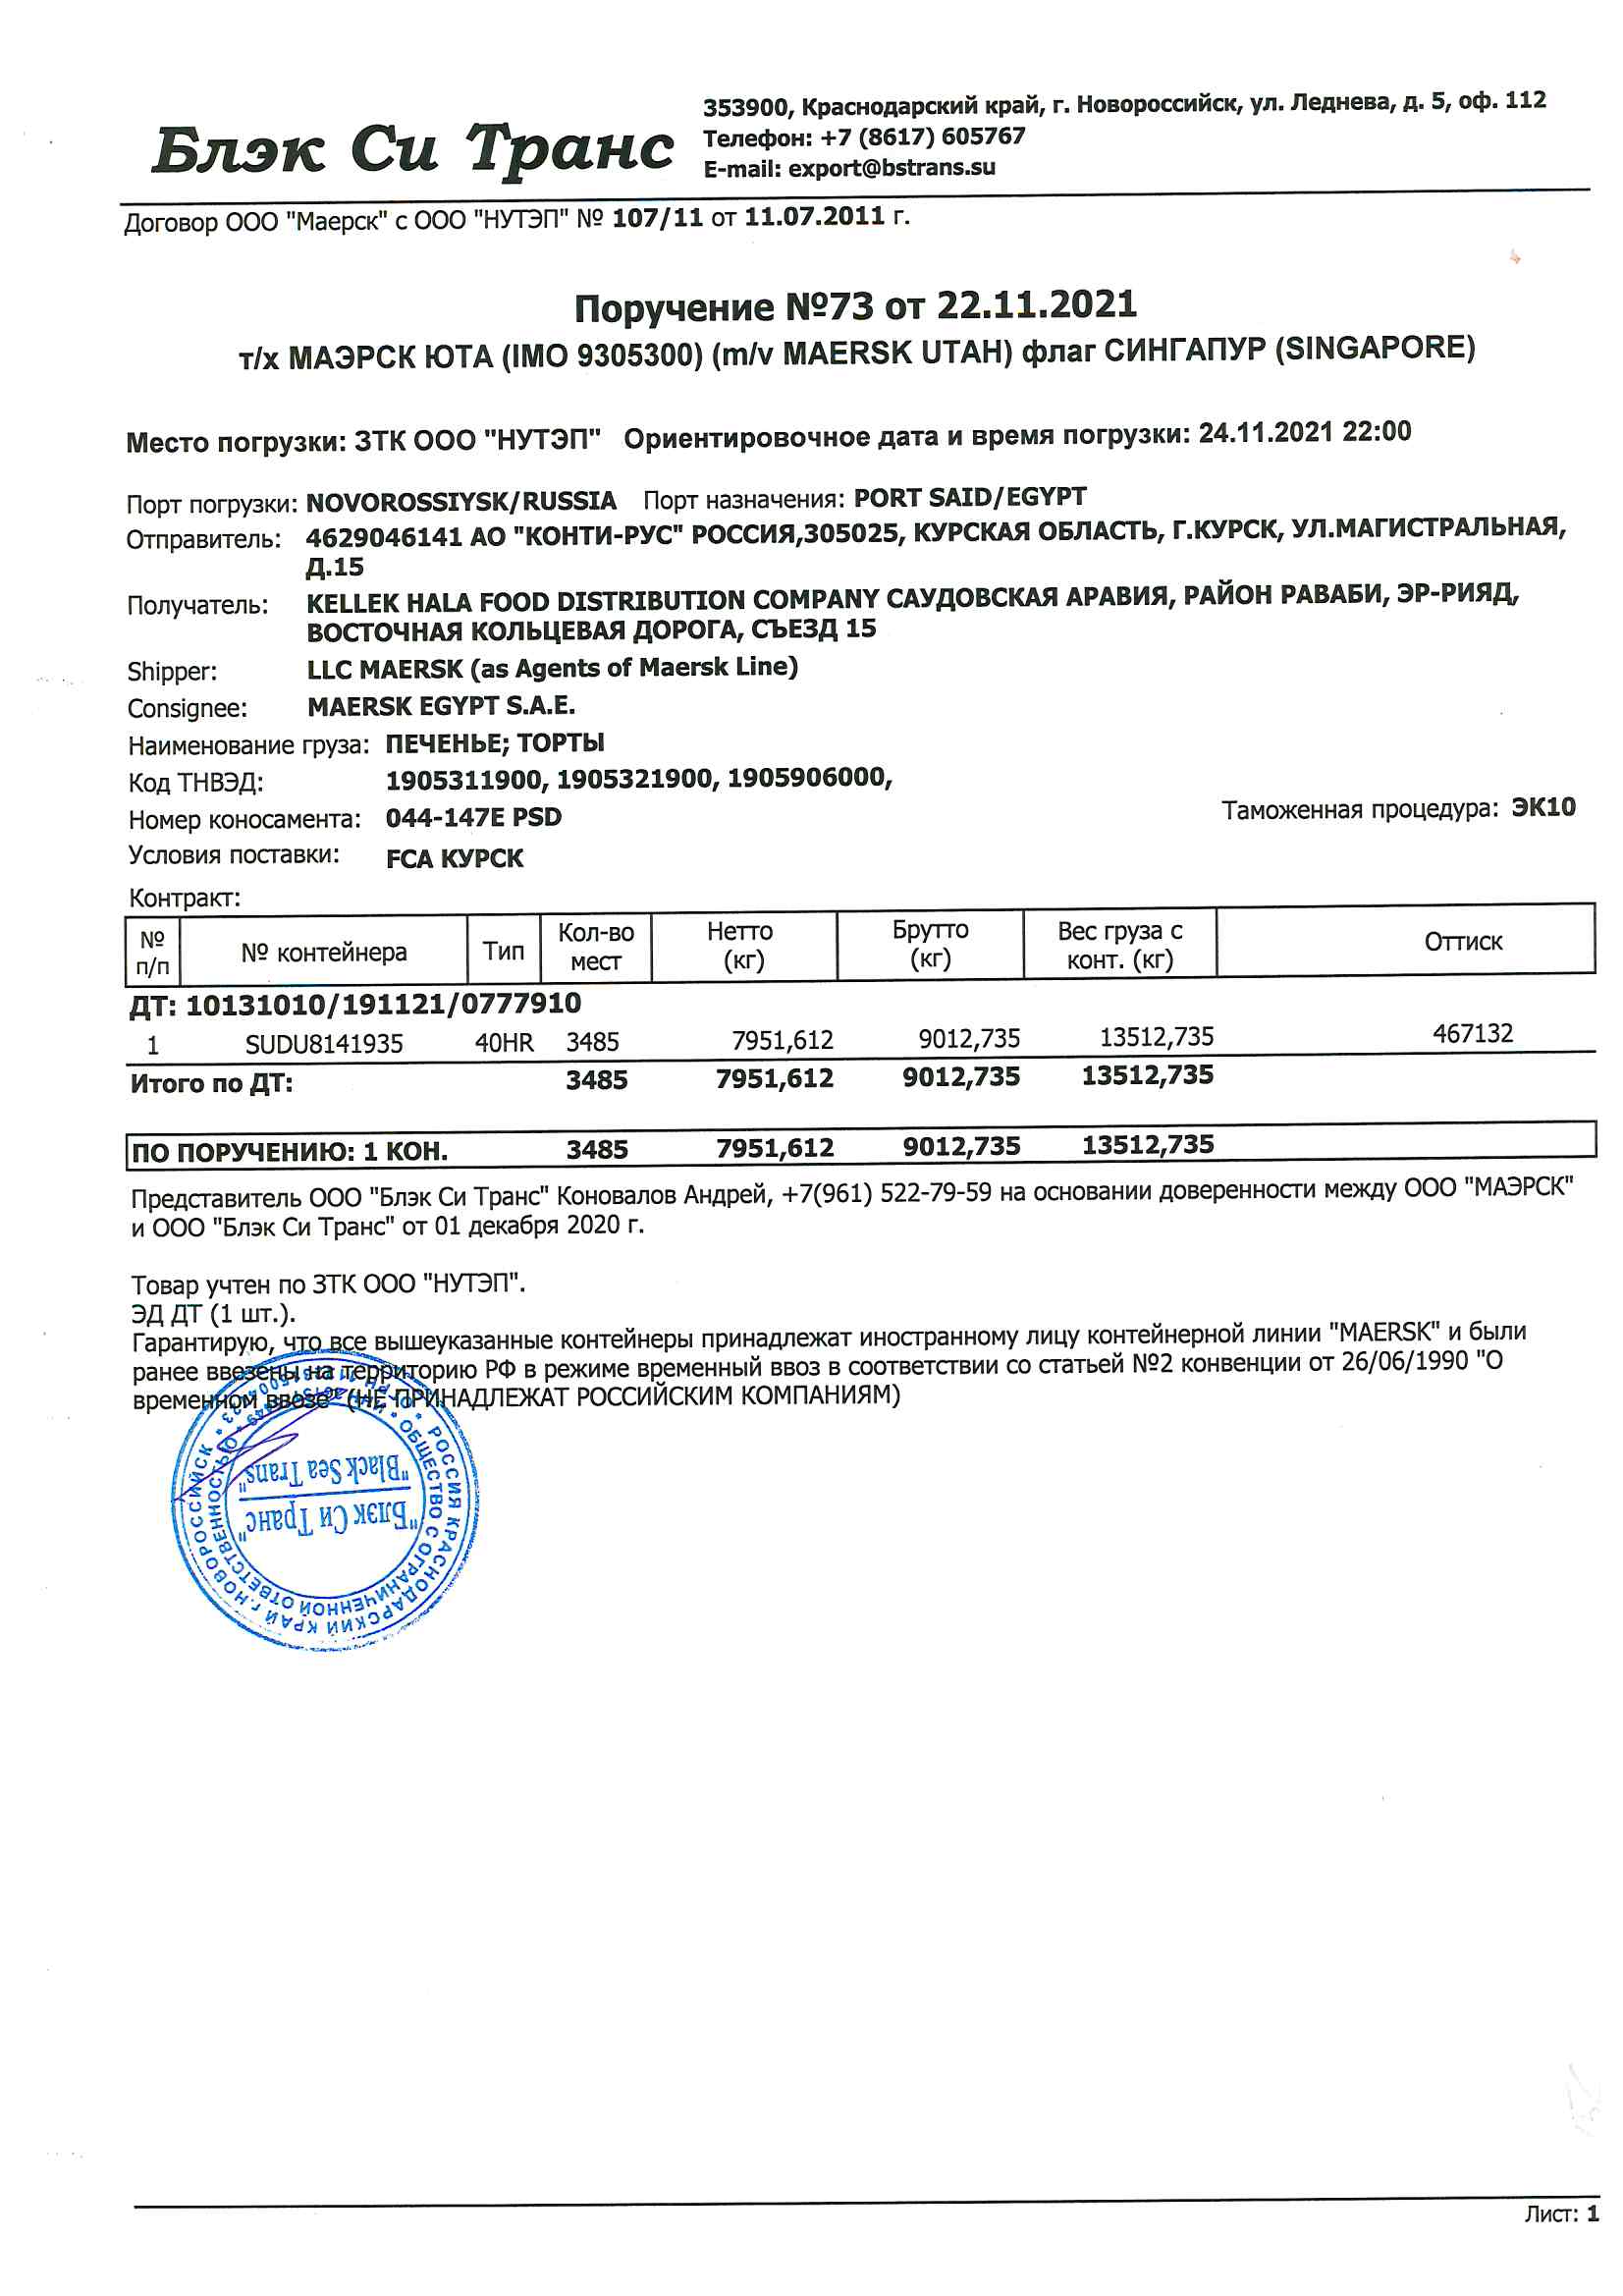 Блэк Си Транс
353900, Краснодарский край, г. Новороссийск, ул. Леднева, д. 5, оф. 112
Телефон: +7 (8617) 605767
E-mail: export@bstrans.su
Договор ООО "Маерск" с ООО "НУТЭП" № 107/11 от 11.07.2011 г.
Поручение №73 от 22.11.2021
т/х МАЭРСК ЮТА (IMO 9305300) (m/v MAERSK UTAH) флаг СИНГАПУР (SINGAPORE)
Место погрузки: ЗТК ООО "НУТЭП" Ориентировочное дата и время погрузки: 24.11.2021 22:00
Порт погрузки: NOVOROSSIYSK/RUSSIA Порт назначения: PORT SAID/EGYPT
Отправитель: 4629046141 АО "КОНТИ-РУС" РОССИЯ,305025, КУРСКАЯ ОБЛАСТЬ, Г.КУРСК, УЛ.МАГИСТРАЛЬНАЯ,
Д.15
Получатель: KELLEK HALA FOOD DISTRIBUTION COMPANY САУДОВСКАЯ АРАВИЯ, РАЙОН РАВАБИ, ЭР-РИЯД,
ВОСТОЧНАЯ КОЛЬЦЕВАЯ ДОРОГА, СЪЕЗД 15
Shipper: LLC MAERSK (as Agents of Maersk Line)
Consignee: MAERSK EGYPT S.A.E.
Наименование груза: ПЕЧЕНЬЕ; ТОРТЫ
Код ТНВЭД: 1905311900, 1905321900, 1905906000,
Номер коносамента: 044-147E PSD Таможенная процедура: ЭК10
Условия поставки: FCA КУРСК
Контракт:
№ п/п № контейнера Тип Кол-во мест Нетто (кг) Брутто (кг) Вес груза с конт. (кг) Оттиск
ДТ: 10131010/191121/0777910
1 SUDU8141935 40HR 3485 7951,612 9012,735 13512,735 467132
Итого по ДТ: 3485 7951,612 9012,735 13512,735
ПО ПОРУЧЕНИЮ: 1 КОН. 3485 7951,612 9012,735 13512,735
Представитель ООО "Блэк Си Транс" Коновалов Андрей, +7(961) 522-79-59 на основании доверенности между ООО "МАЭРСК"
и ООО "Блэк Си Транс" от 01 декабря 2020 г.
Товар учтен по ЗТК ООО "НУТЭП".
ЭД ДТ (1 шт.).
Гарантирую, что все вышеуказанные контейнеры принадлежат иностранному лицу контейнерной линии "MAERSK" и были
ранее ввезены на территорию РФ в режиме временный ввоз в соответствии со статьей №2 конвенции от 26/06/1990 "О
временном ввозе" (НЕ ПРИНАДЛЕЖАТ РОССИЙСКИМ КОМПАНИЯМ)
РОССИЯ КРАСНОДАРСКИЙ КРАЙ г. НОВОРОССИЙСК
ОБЩЕСТВО С ОГРАНИЧЕННОЙ ОТВЕТСТВЕННОСТЬЮ
"Блэк Си Транс"
"Black Sea Trans"
Лист: 1